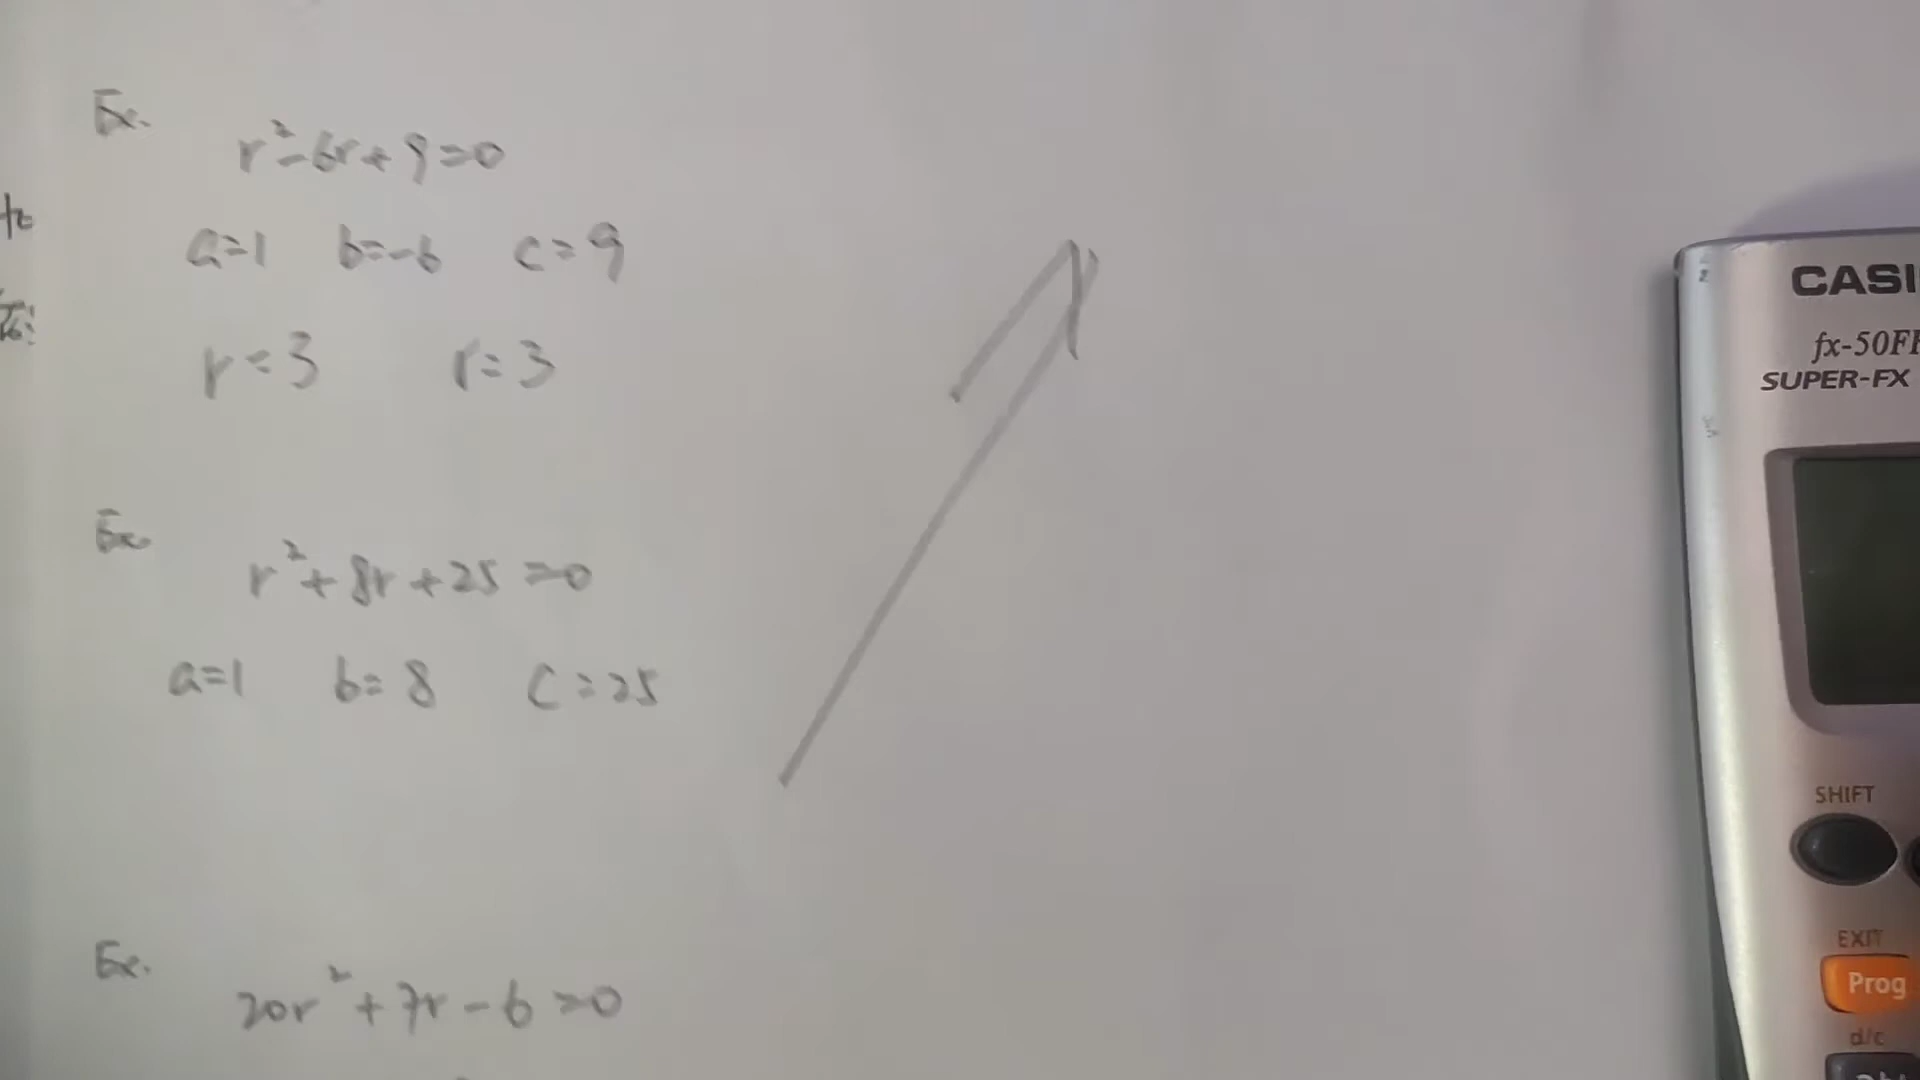 Ex.
r²-6r+9=0
a=1 b=-6 c=9
r=3 r=3
Ex.
r²+8r+25=0
a=1 b=8 c=25
Ex.
20r²+7r-6=0
CASI
fx-50F
SUPER-FX
SHIFT
EXIT
Prog
d/c